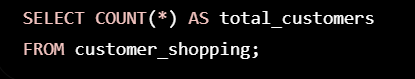 SELECT COUNT(*) AS total_customers
FROM customer_shopping;